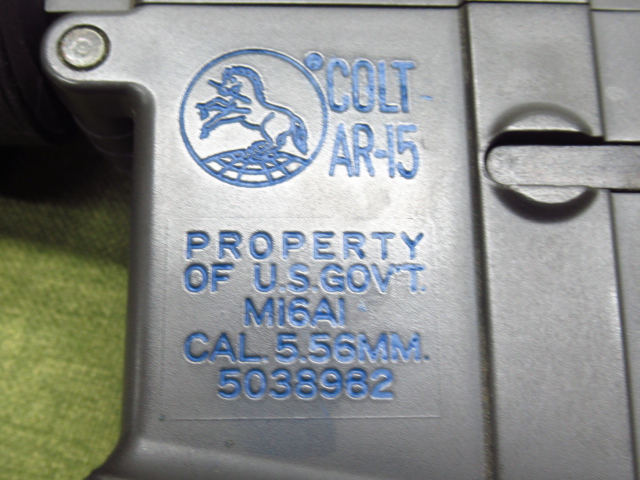 ® COLT-
AR-15
PROPERTY
OF U.S.GOV'T.
M16A1
CAL. 5.56MM.
5038982